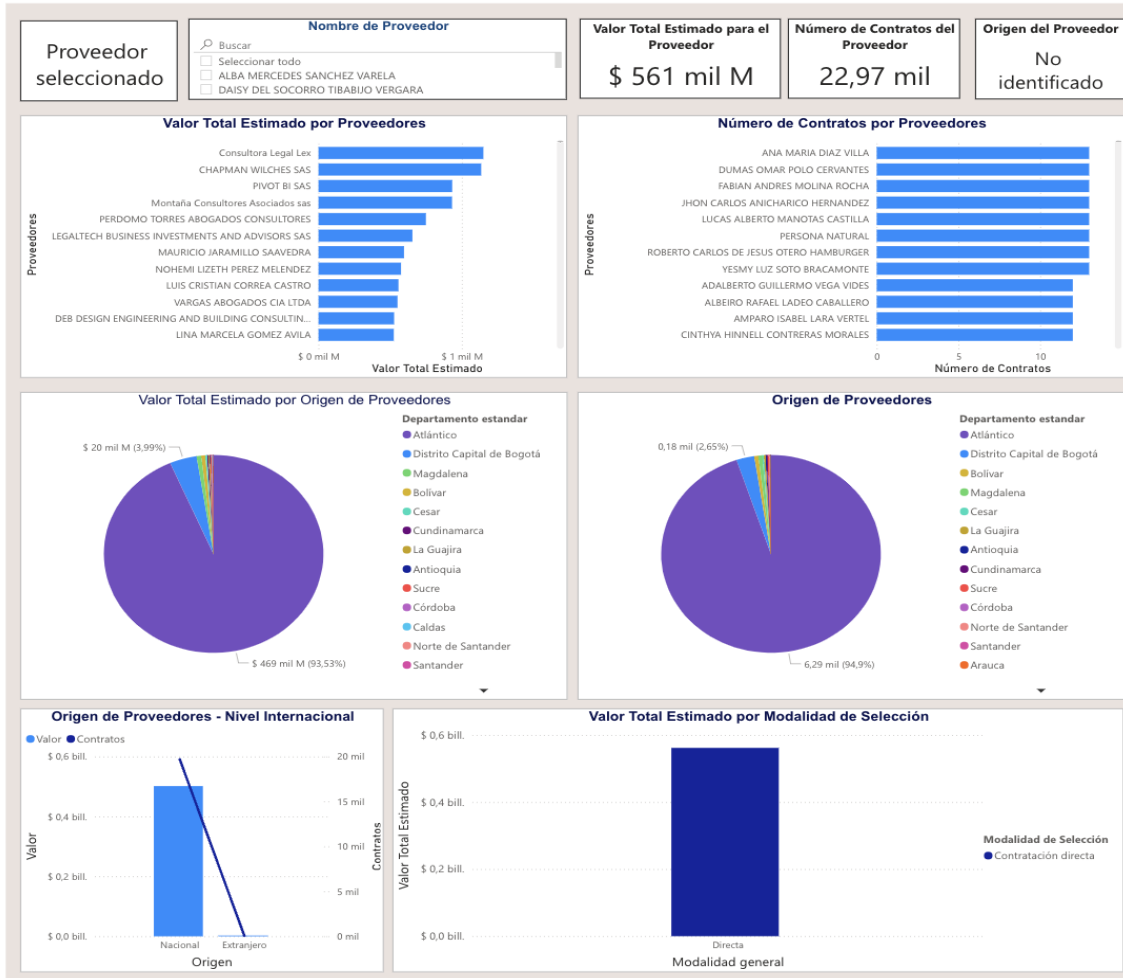 Proveedor
seleccionado
Nombre de Proveedor
Buscar
Seleccionar todo
ALBA MERCEDES SANCHEZ VARELA
DAISY DEL SOCORRO TIBABIJO VERGARA
Valor Total Estimado para el
Proveedor
$ 561 mil M
Número de Contratos del
Proveedor
22,97 mil
Origen del Proveedor
No
identificado
Valor Total Estimado por Proveedores
Proveedores
Consultora Legal Lex
CHAPMAN WILCHES SAS
PIVOT BI SAS
Montaña Consultores Asociados sas
PERDOMO TORRES ABOGADOS CONSULTORES
LEGALTECH BUSINESS INVESTMENTS AND ADVISORS SAS
MAURICIO JARAMILLO SAAVEDRA
NOHEMI LIZETH PEREZ MELENDEZ
LUIS CRISTIAN CORREA CASTRO
VARGAS ABOGADOS CIA LTDA
DEB DESIGN ENGINEERING AND BUILDING CONSULTIN...
LINA MARCELA GOMEZ AVILA
$ 0 mil M $ 1 mil M
Valor Total Estimado
Número de Contratos por Proveedores
Proveedores
ANA MARIA DIAZ VILLA
DUMAS OMAR POLO CERVANTES
FABIAN ANDRES MOLINA ROCHA
JHON CARLOS ANICHARICO HERNANDEZ
LUCAS ALBERTO MANOTAS CASTILLA
PERSONA NATURAL
ROBERTO CARLOS DE JESUS OTERO HAMBURGER
YESMY LUZ SOTO BRACAMONTE
ADALBERTO GUILLERMO VEGA VIDES
ALBEIRO RAFAEL LADEO CABALLERO
AMPARO ISABEL LARA VERTEL
CINTHYA HINNELL CONTRERAS MORALES
0 5 10
Número de Contratos
Valor Total Estimado por Origen de Proveedores
$ 20 mil M (3,99%)
$ 469 mil M (93,53%)
Departamento estandar
Atlántico
Distrito Capital de Bogotá
Magdalena
Bolívar
Cesar
Cundinamarca
La Guajira
Antioquia
Sucre
Córdoba
Caldas
Norte de Santander
Santander
Origen de Proveedores
0,18 mil (2,65%)
6,29 mil (94,9%)
Departamento estandar
Atlántico
Distrito Capital de Bogotá
Bolívar
Magdalena
Cesar
La Guajira
Antioquia
Cundinamarca
Sucre
Córdoba
Norte de Santander
Santander
Arauca
Origen de Proveedores - Nivel Internacional
Valor Contratos
Valor
$ 0,6 bill.
$ 0,4 bill.
$ 0,2 bill.
$ 0,0 bill.
20 mil
15 mil
10 mil
5 mil
0 mil
Contratos
Nacional Extranjero
Origen
Valor Total Estimado por Modalidad de Selección
Valor Total Estimado
$ 0,6 bill.
$ 0,4 bill.
$ 0,2 bill.
$ 0,0 bill.
Directa
Modalidad general
Modalidad de Selección
Contratación directa